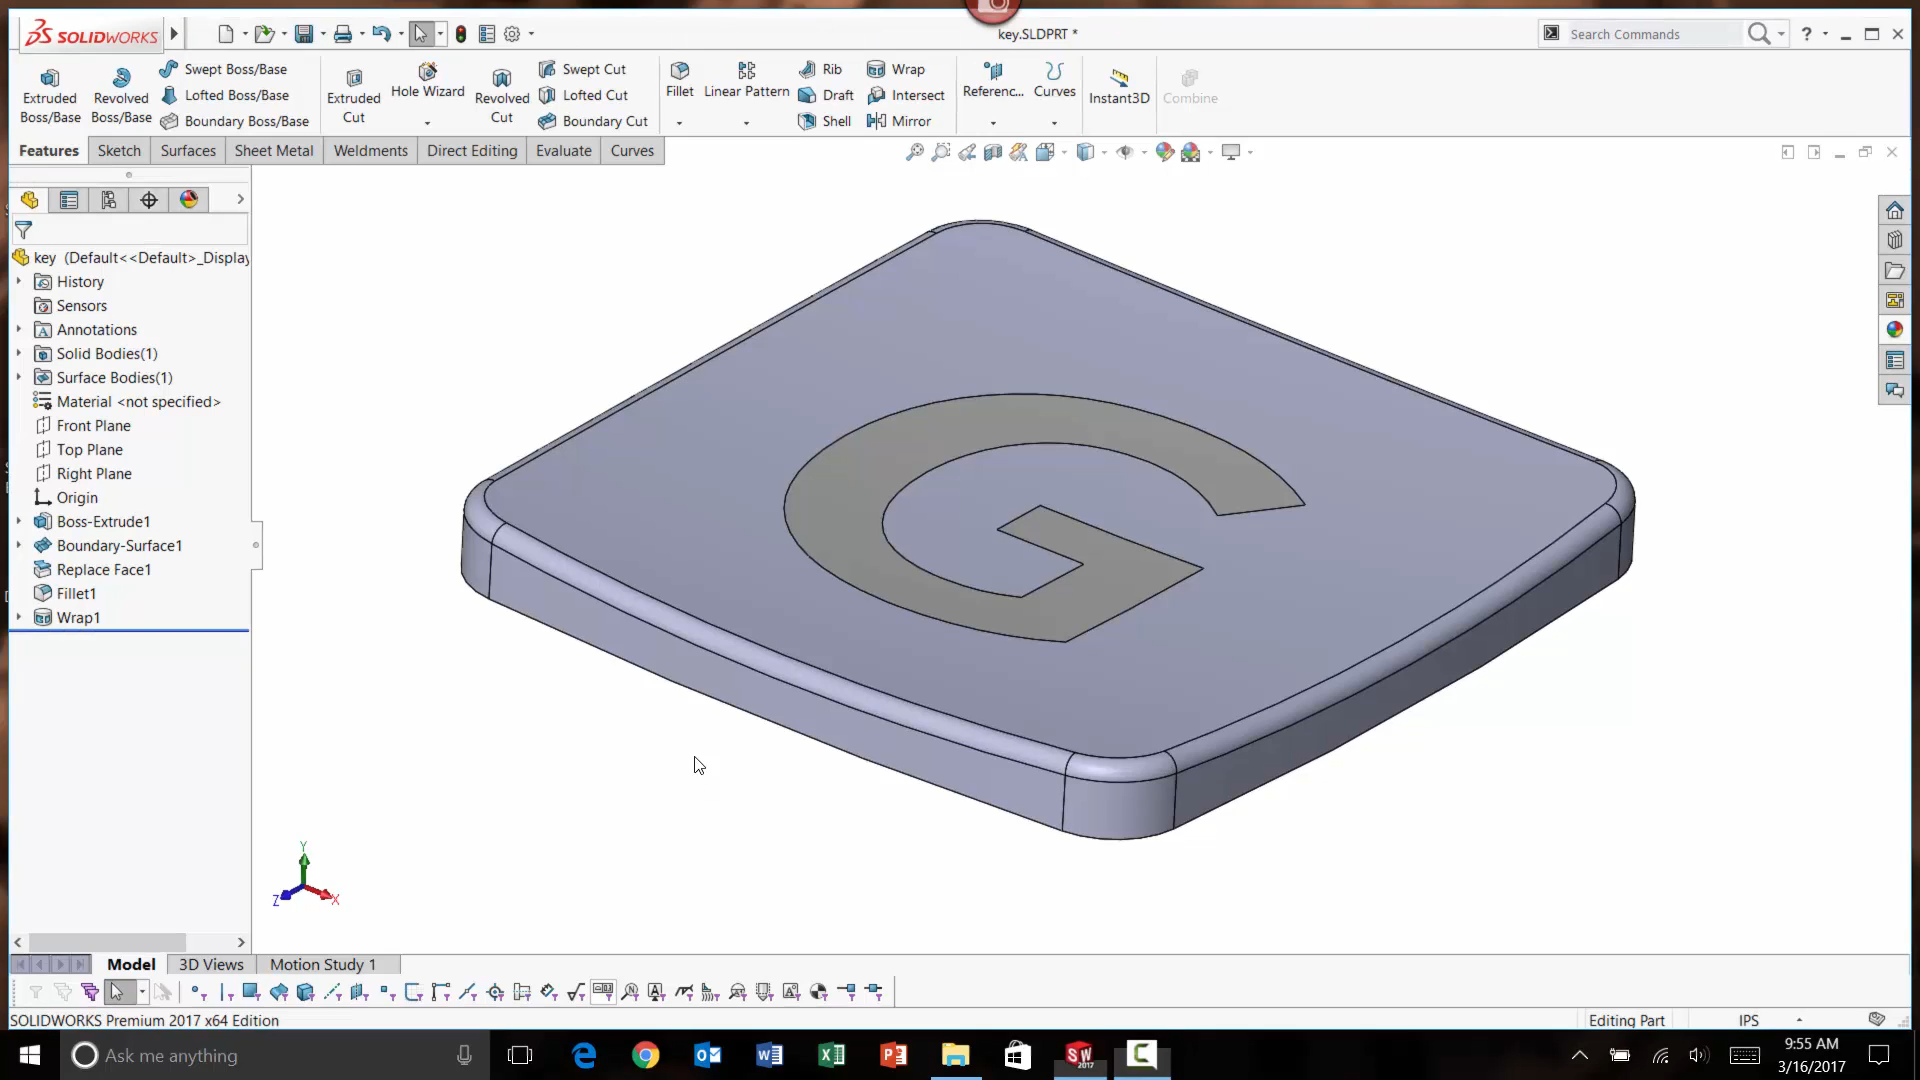 SOLIDWORKS
key.SLDPRT *
Search Commands
?
Extruded Boss/Base
Revolved Boss/Base
Swept Boss/Base
Lofted Boss/Base
Boundary Boss/Base
Extruded Cut
Hole Wizard
Revolved Cut
Swept Cut
Lofted Cut
Boundary Cut
Fillet
Linear Pattern
Rib
Draft
Shell
Wrap
Intersect
Mirror
Referenc...
Curves
Instant3D
Combine
Features
Sketch
Surfaces
Sheet Metal
Weldments
Direct Editing
Evaluate
Curves
key (Default<<Default>_Display
History
Sensors
Annotations
Solid Bodies(1)
Surface Bodies(1)
Material <not specified>
Front Plane
Top Plane
Right Plane
Origin
Boss-Extrude1
Boundary-Surface1
Replace Face1
Fillet1
Wrap1
G
Y
Z
X
Model
3D Views
Motion Study 1
SOLIDWORKS Premium 2017 x64 Edition
Editing Part
IPS
Ask me anything
SW 2017
9:55 AM
3/16/2017